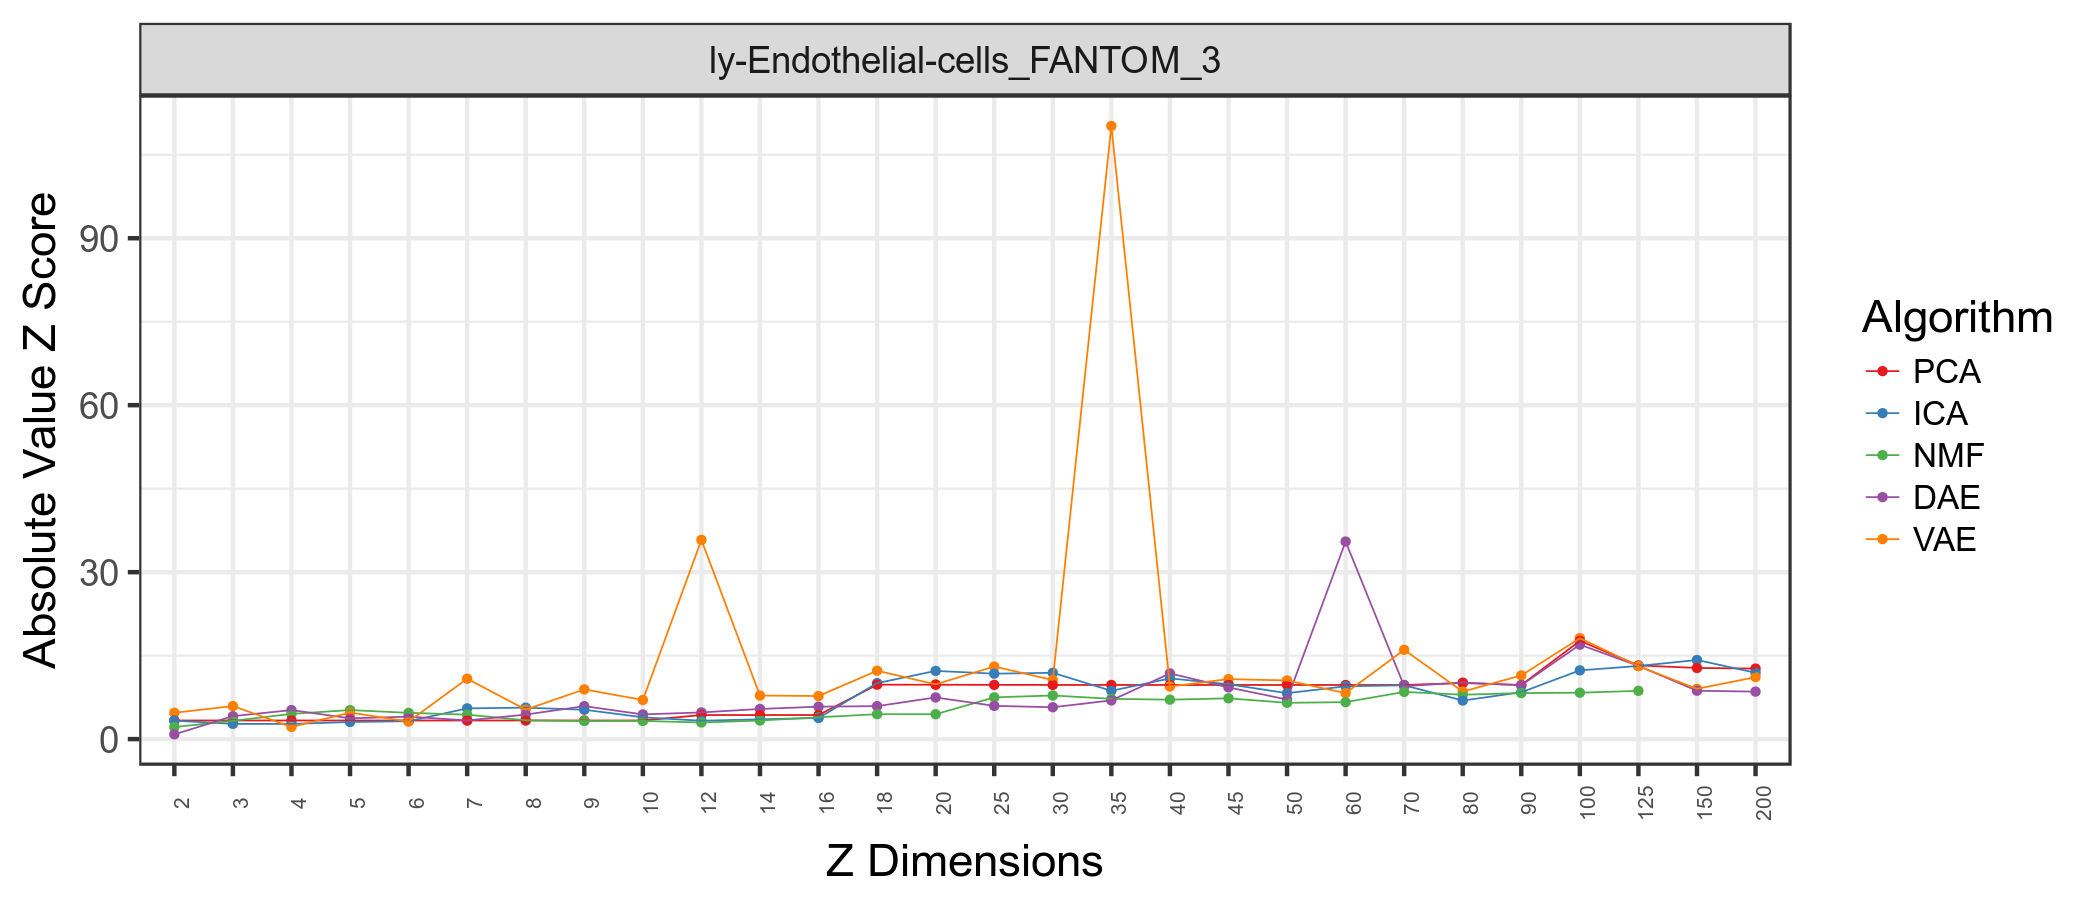 ly-Endothelial-cells_FANTOM_3
Absolute Value Z Score
90
60
30
0
2 3 4 5 6 7 8 9 10 12 14 16 18 20 25 30 35 40 45 50 60 70 80 90 100 125 150 200
Z Dimensions
Algorithm
PCA
ICA
NMF
DAE
VAE